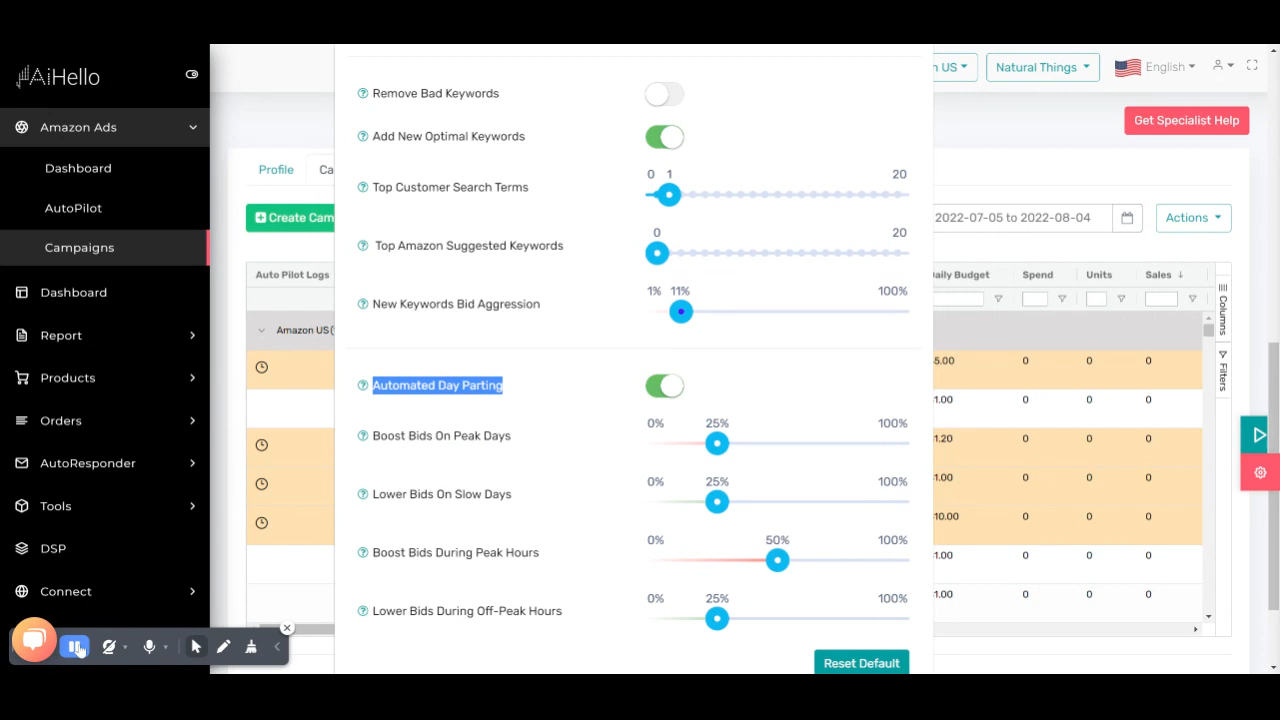 AiHello
Amazon Ads
Dashboard
AutoPilot
Campaigns
Dashboard
Report
Products
Orders
AutoResponder
Tools
DSP
Connect
n US
Natural Things
English
Get Specialist Help
Profile
Ca
Create Cam
2022-07-05 to 2022-08-04
Actions
Auto Pilot Logs
Daily Budget
Spend
Units
Sales
Amazon US(
5.00 0 0 0
1.00 0 0 0
1.20 0 0 0
1.00 0 0 0
10.00 0 0 0
1.00 0 0 0
1.00 0 0 0
Columns
Filters
Remove Bad Keywords
Add New Optimal Keywords
Top Customer Search Terms
0 1 20
Top Amazon Suggested Keywords
0 20
New Keywords Bid Aggression
1% 11% 100%
Automated Day Parting
Boost Bids On Peak Days
0% 25% 100%
Lower Bids On Slow Days
0% 25% 100%
Boost Bids During Peak Hours
0% 50% 100%
Lower Bids During Off-Peak Hours
0% 25% 100%
Reset Default